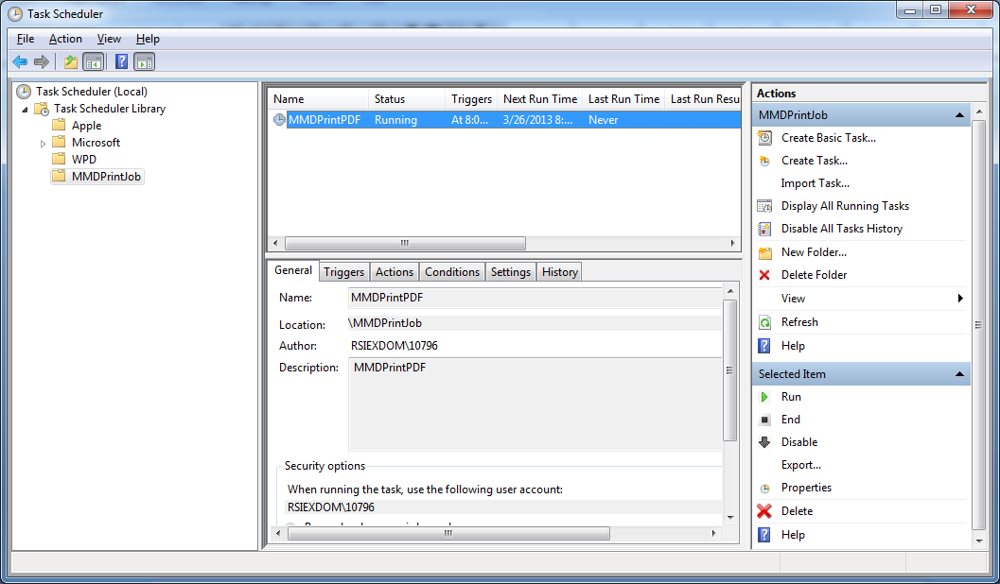 Task Scheduler
File Action View Help
Task Scheduler (Local)
Task Scheduler Library
Apple
Microsoft
WPD
MMDPrintJob
Name Status Triggers Next Run Time Last Run Time Last Run Resu
MMDPrintPDF Running At 8:0... 3/26/2013 8:... Never
General Triggers Actions Conditions Settings History
Name: MMDPrintPDF
Location: \MMDPrintJob
Author: RSIEXDOM\10796
Description: MMDPrintPDF
Security options
When running the task, use the following user account:
RSIEXDOM\10796
Actions
MMDPrintJob
Create Basic Task...
Create Task...
Import Task...
Display All Running Tasks
Disable All Tasks History
New Folder...
Delete Folder
View
Refresh
Help
Selected Item
Run
End
Disable
Export...
Properties
Delete
Help